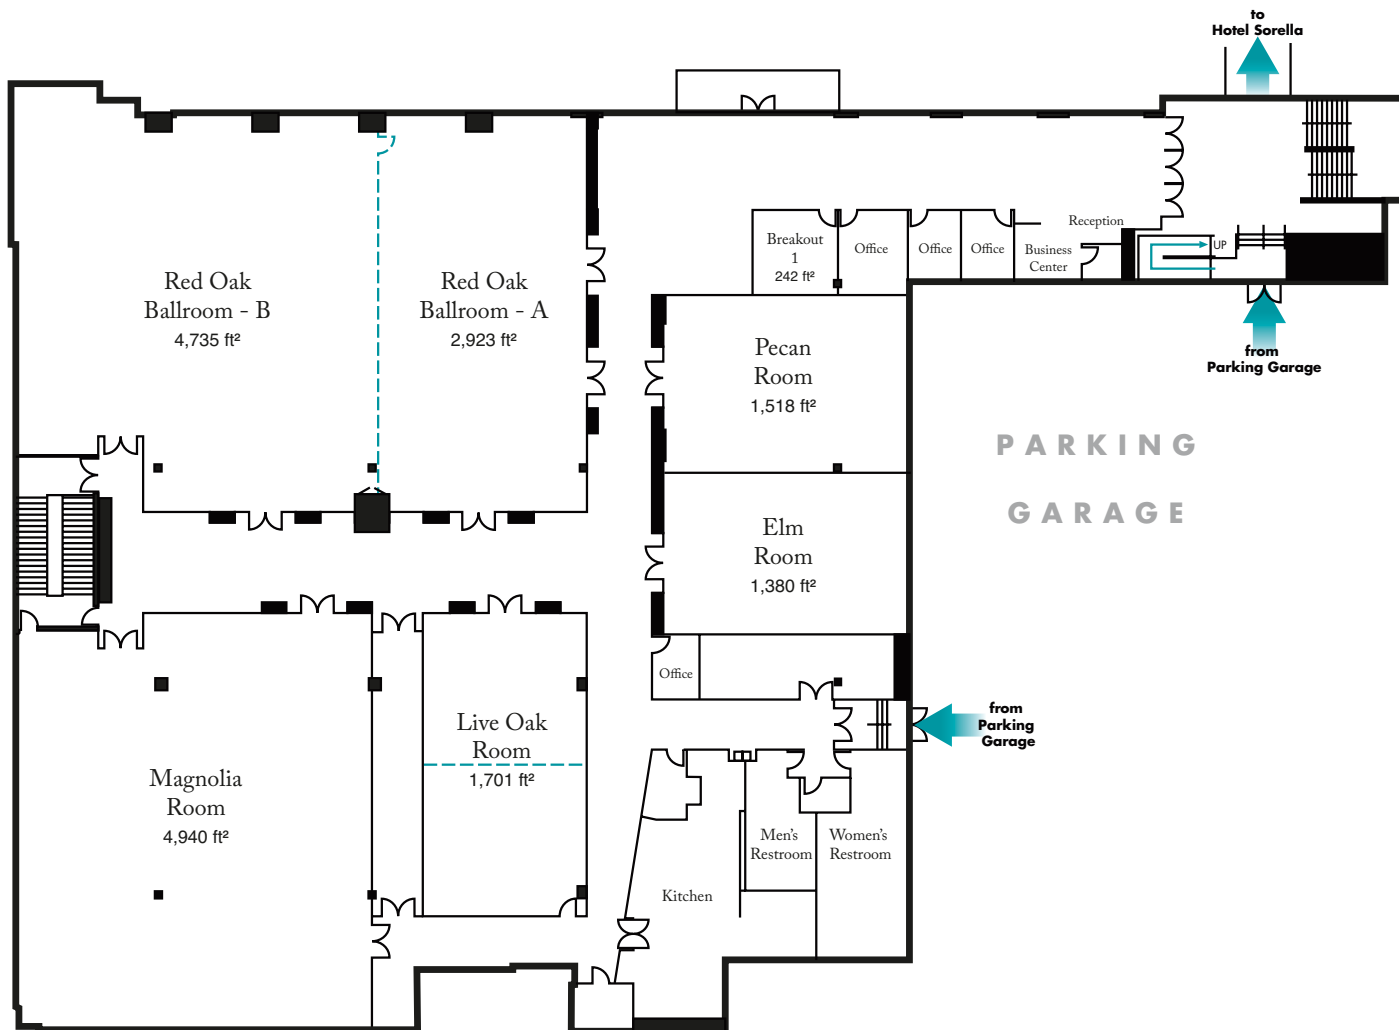 to
Hotel Sorella
Reception
Breakout
1
242 ft²
Office
Office
Office
Business
Center
UP
Red Oak
Ballroom - B
4,735 ft²
Red Oak
Ballroom - A
2,923 ft²
Pecan
Room
1,518 ft²
from
Parking Garage
PARKING
GARAGE
Elm
Room
1,380 ft²
Office
from
Parking
Garage
Live Oak
Room
1,701 ft²
Magnolia
Room
4,940 ft²
Men's
Restroom
Women's
Restroom
Kitchen